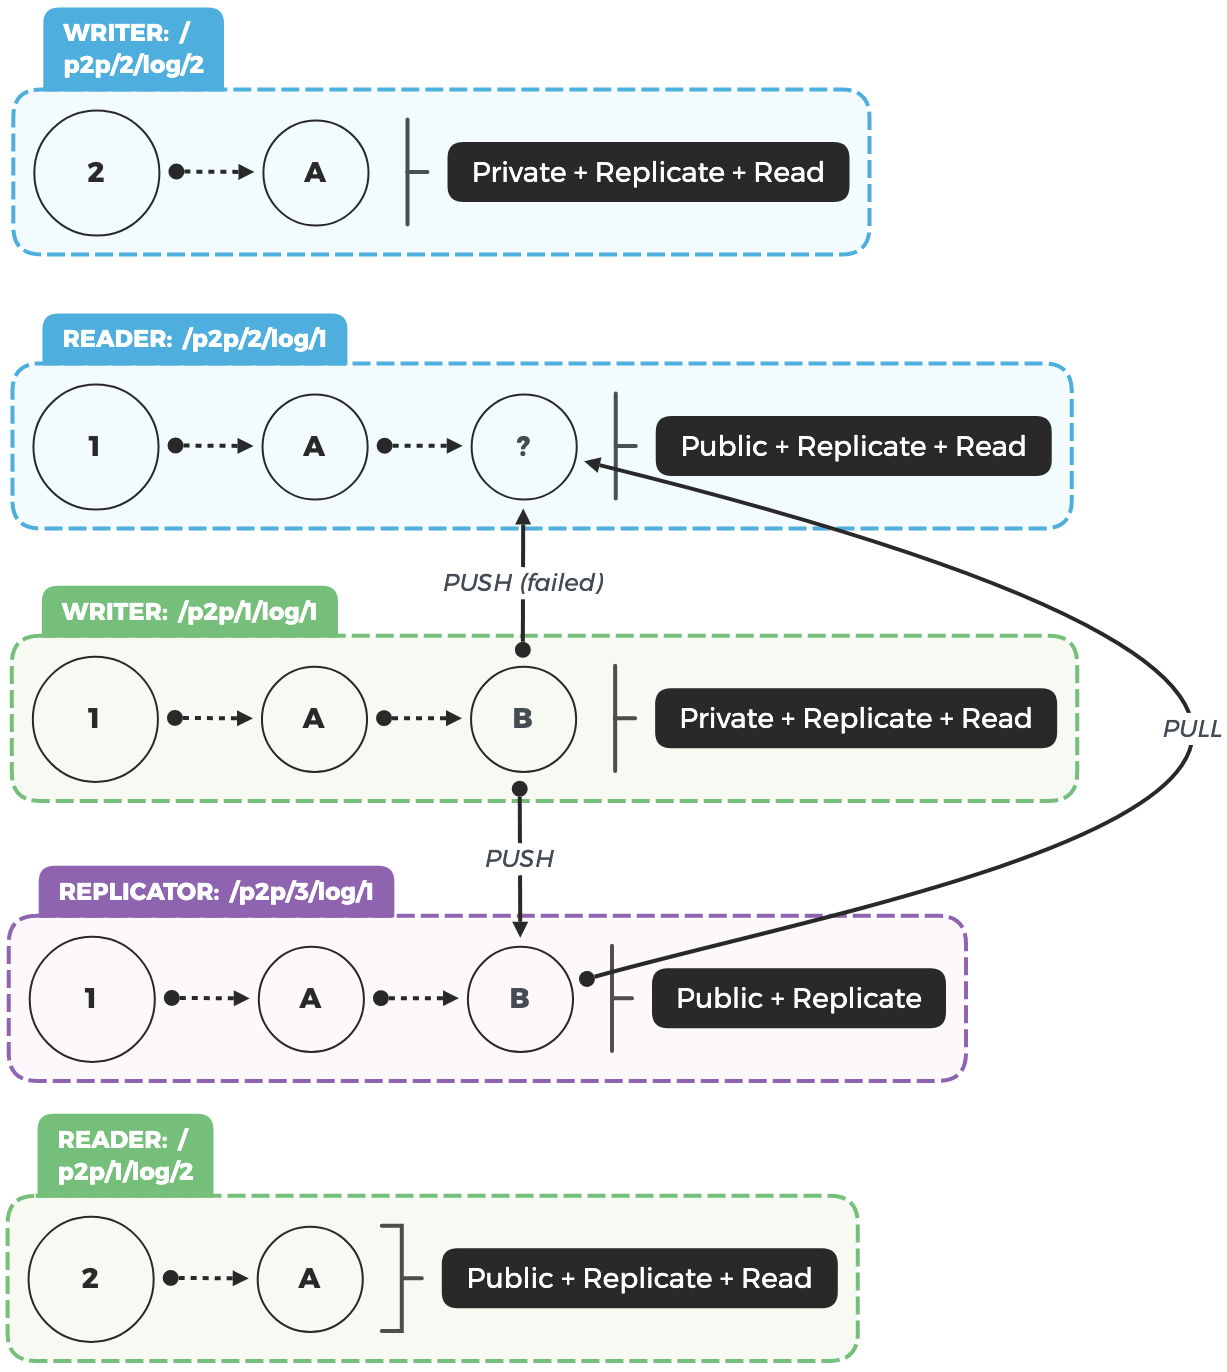 WRITER: /
p2p/2/log/2
2
A
Private + Replicate + Read
READER: /p2p/2/log/1
1
A
?
Public + Replicate + Read
PUSH (failed)
WRITER: /p2p/1/log/1
1
A
B
Private + Replicate + Read
PULL
PUSH
REPLICATOR: /p2p/3/log/1
1
A
B
Public + Replicate
READER: /
p2p/1/log/2
2
A
Public + Replicate + Read